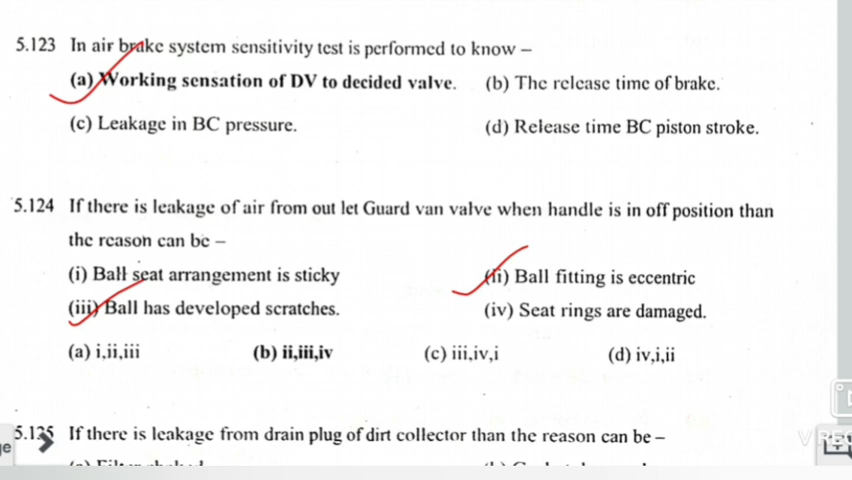 5.123 In air brake system sensitivity test is performed to know –
(a) Working sensation of DV to decided valve. (b) The release time of brake.
(c) Leakage in BC pressure. (d) Release time BC piston stroke.
5.124 If there is leakage of air from out let Guard van valve when handle is in off position than
the reason can be –
(i) Ball seat arrangement is sticky (ii) Ball fitting is eccentric
(iii) Ball has developed scratches. (iv) Seat rings are damaged.
(a) i,ii,iii (b) ii,iii,iv (c) iii,iv,i (d) iv,i,ii
5.125 If there is leakage from drain plug of dirt collector than the reason can be –